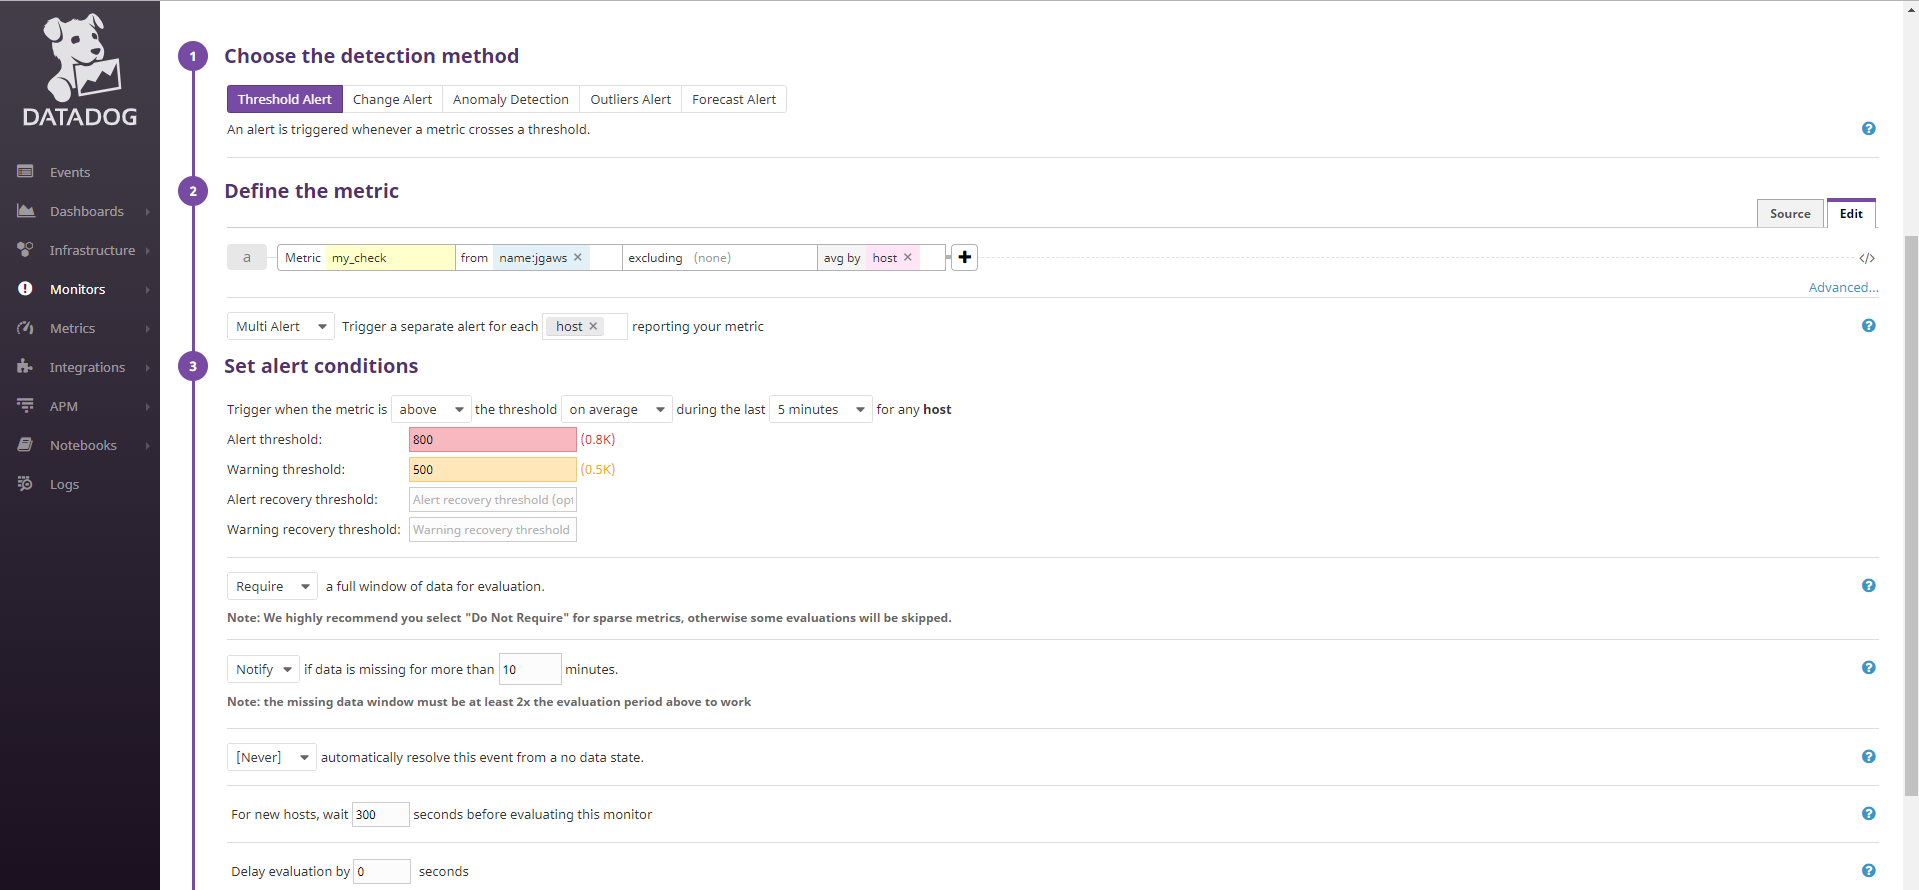 DATADOG
Events
Dashboards
Infrastructure
Monitors
Metrics
Integrations
APM
Notebooks
Logs
1 Choose the detection method
Threshold Alert Change Alert Anomaly Detection Outliers Alert Forecast Alert
An alert is triggered whenever a metric crosses a threshold. ?
2 Define the metric
Source Edit
a Metric my_check from name:jgaws × excluding (none) avg by host × + </>
Advanced...
Multi Alert Trigger a separate alert for each host × reporting your metric ?
3 Set alert conditions
Trigger when the metric is above the threshold on average during the last 5 minutes for any host
Alert threshold: 800 (0.8K)
Warning threshold: 500 (0.5K)
Alert recovery threshold: Alert recovery threshold (opt
Warning recovery threshold: Warning recovery threshold
Require a full window of data for evaluation. ?
Note: We highly recommend you select "Do Not Require" for sparse metrics, otherwise some evaluations will be skipped.
Notify if data is missing for more than 10 minutes. ?
Note: the missing data window must be at least 2x the evaluation period above to work
[Never] automatically resolve this event from a no data state. ?
For new hosts, wait 300 seconds before evaluating this monitor ?
Delay evaluation by 0 seconds ?